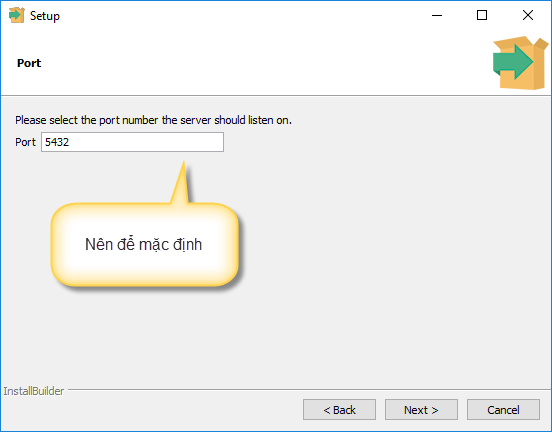 Setup
Port
Please select the port number the server should listen on.
Port 5432
Nên để mặc định
InstallBuilder
< Back Next > Cancel